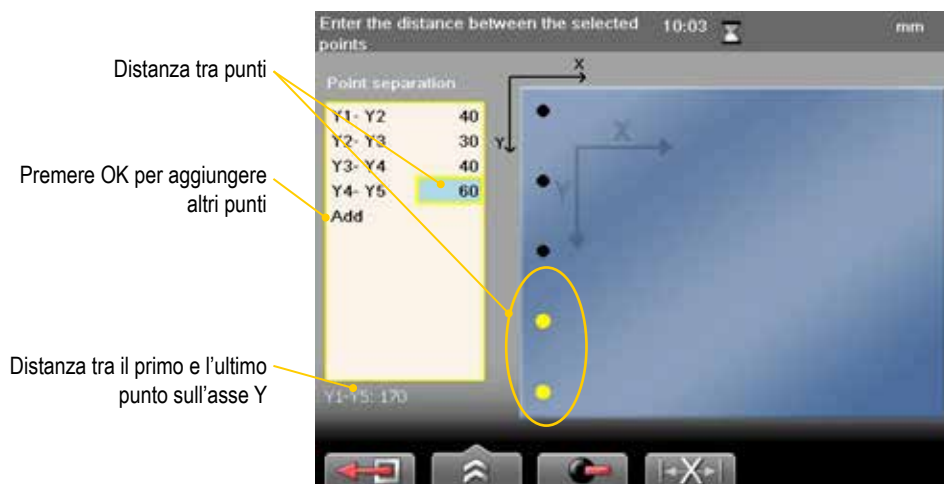 Enter the distance between the selected
points
10:03
mm
Distanza tra punti
Point separation
X
Y
Y1- Y2 40
Y2- Y3 30
Y3- Y4 40
Y4- Y5 60
Add
X
Y
Premere OK per aggiungere
altri punti
Distanza tra il primo e l'ultimo
punto sull'asse Y
Y1-Y5: 170
X